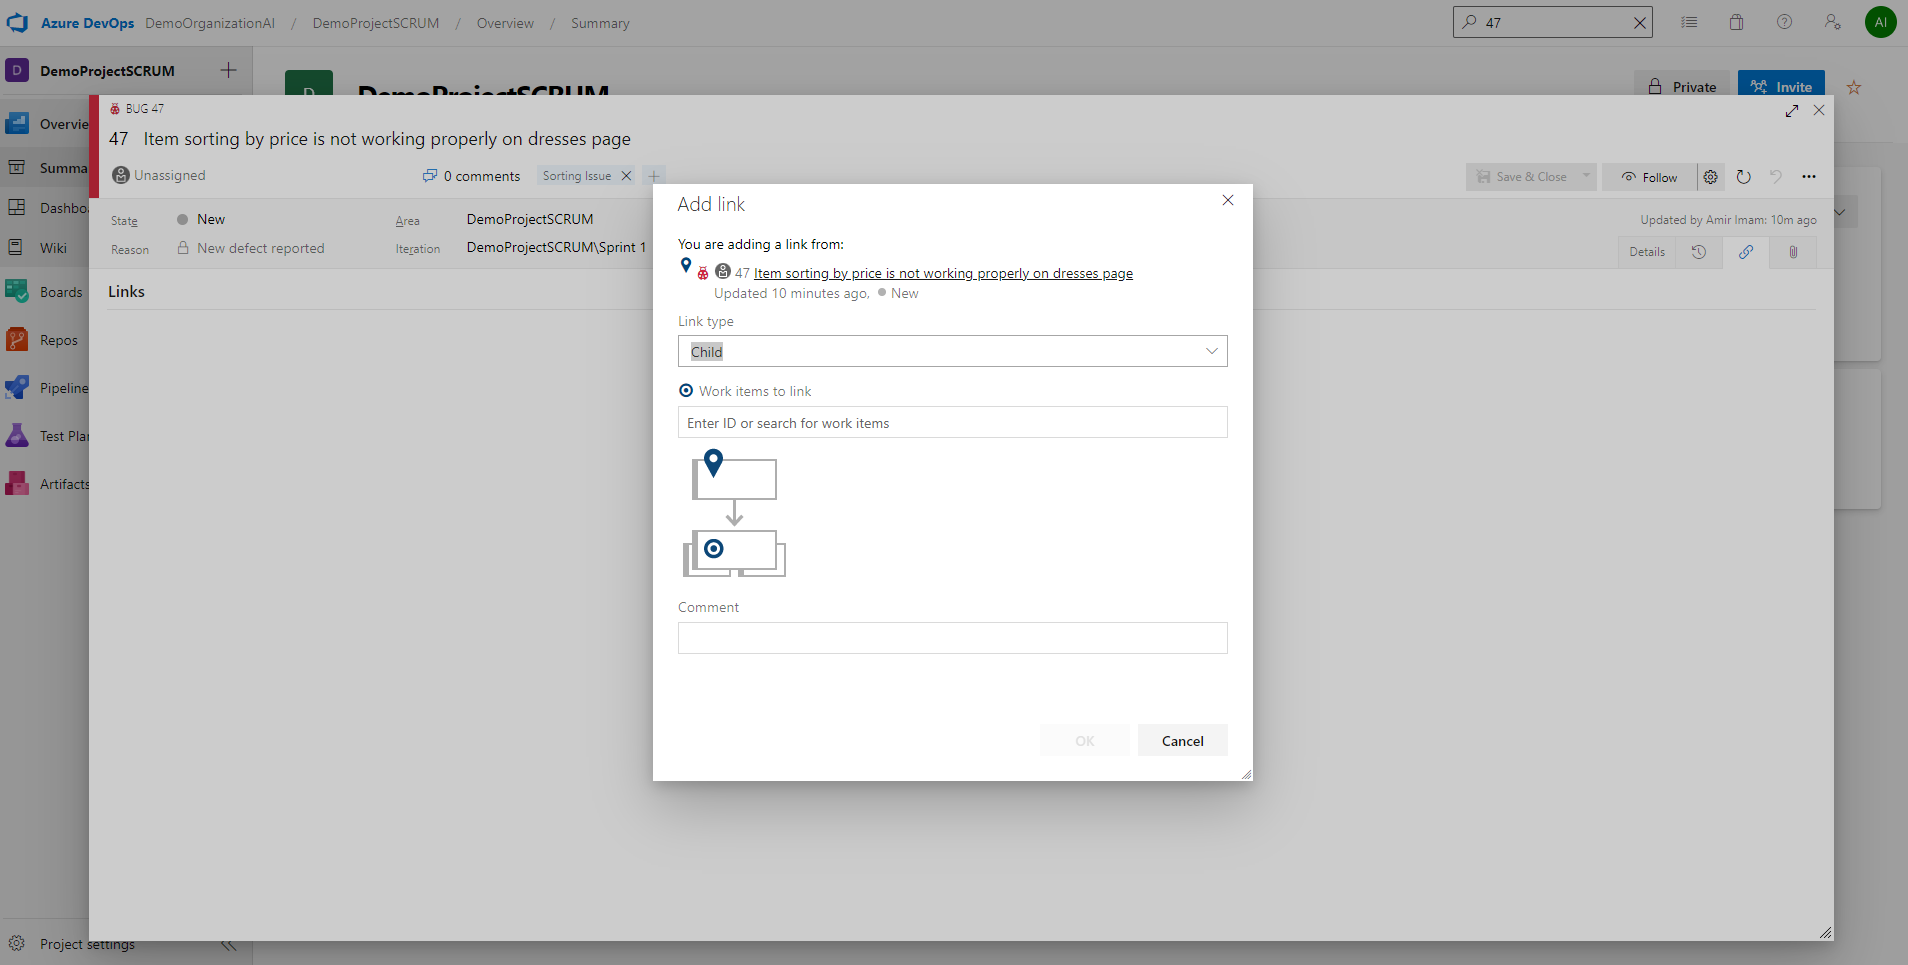 Azure DevOps DemoOrganizationAI / DemoProjectSCRUM / Overview / Summary 47 AI
D DemoProjectSCRUM
D DemoProjectSCRUM Private Invite
BUG 47
Overvie
47 Item sorting by price is not working properly on dresses page
Summa
Unassigned 0 comments Sorting Issue Save & Close Follow
Dashbo
State New Area DemoProjectSCRUM Updated by Amir Imam: 10m ago
Wiki
Reason New defect reported Iteration DemoProjectSCRUM\Sprint 1 Details
Boards
Links
Repos
Pipeline
Test Plar
Artifacts
Project settings
Add link
You are adding a link from:
47 Item sorting by price is not working properly on dresses page
Updated 10 minutes ago, New
Link type
Child
Work items to link
Enter ID or search for work items
Comment
OK Cancel